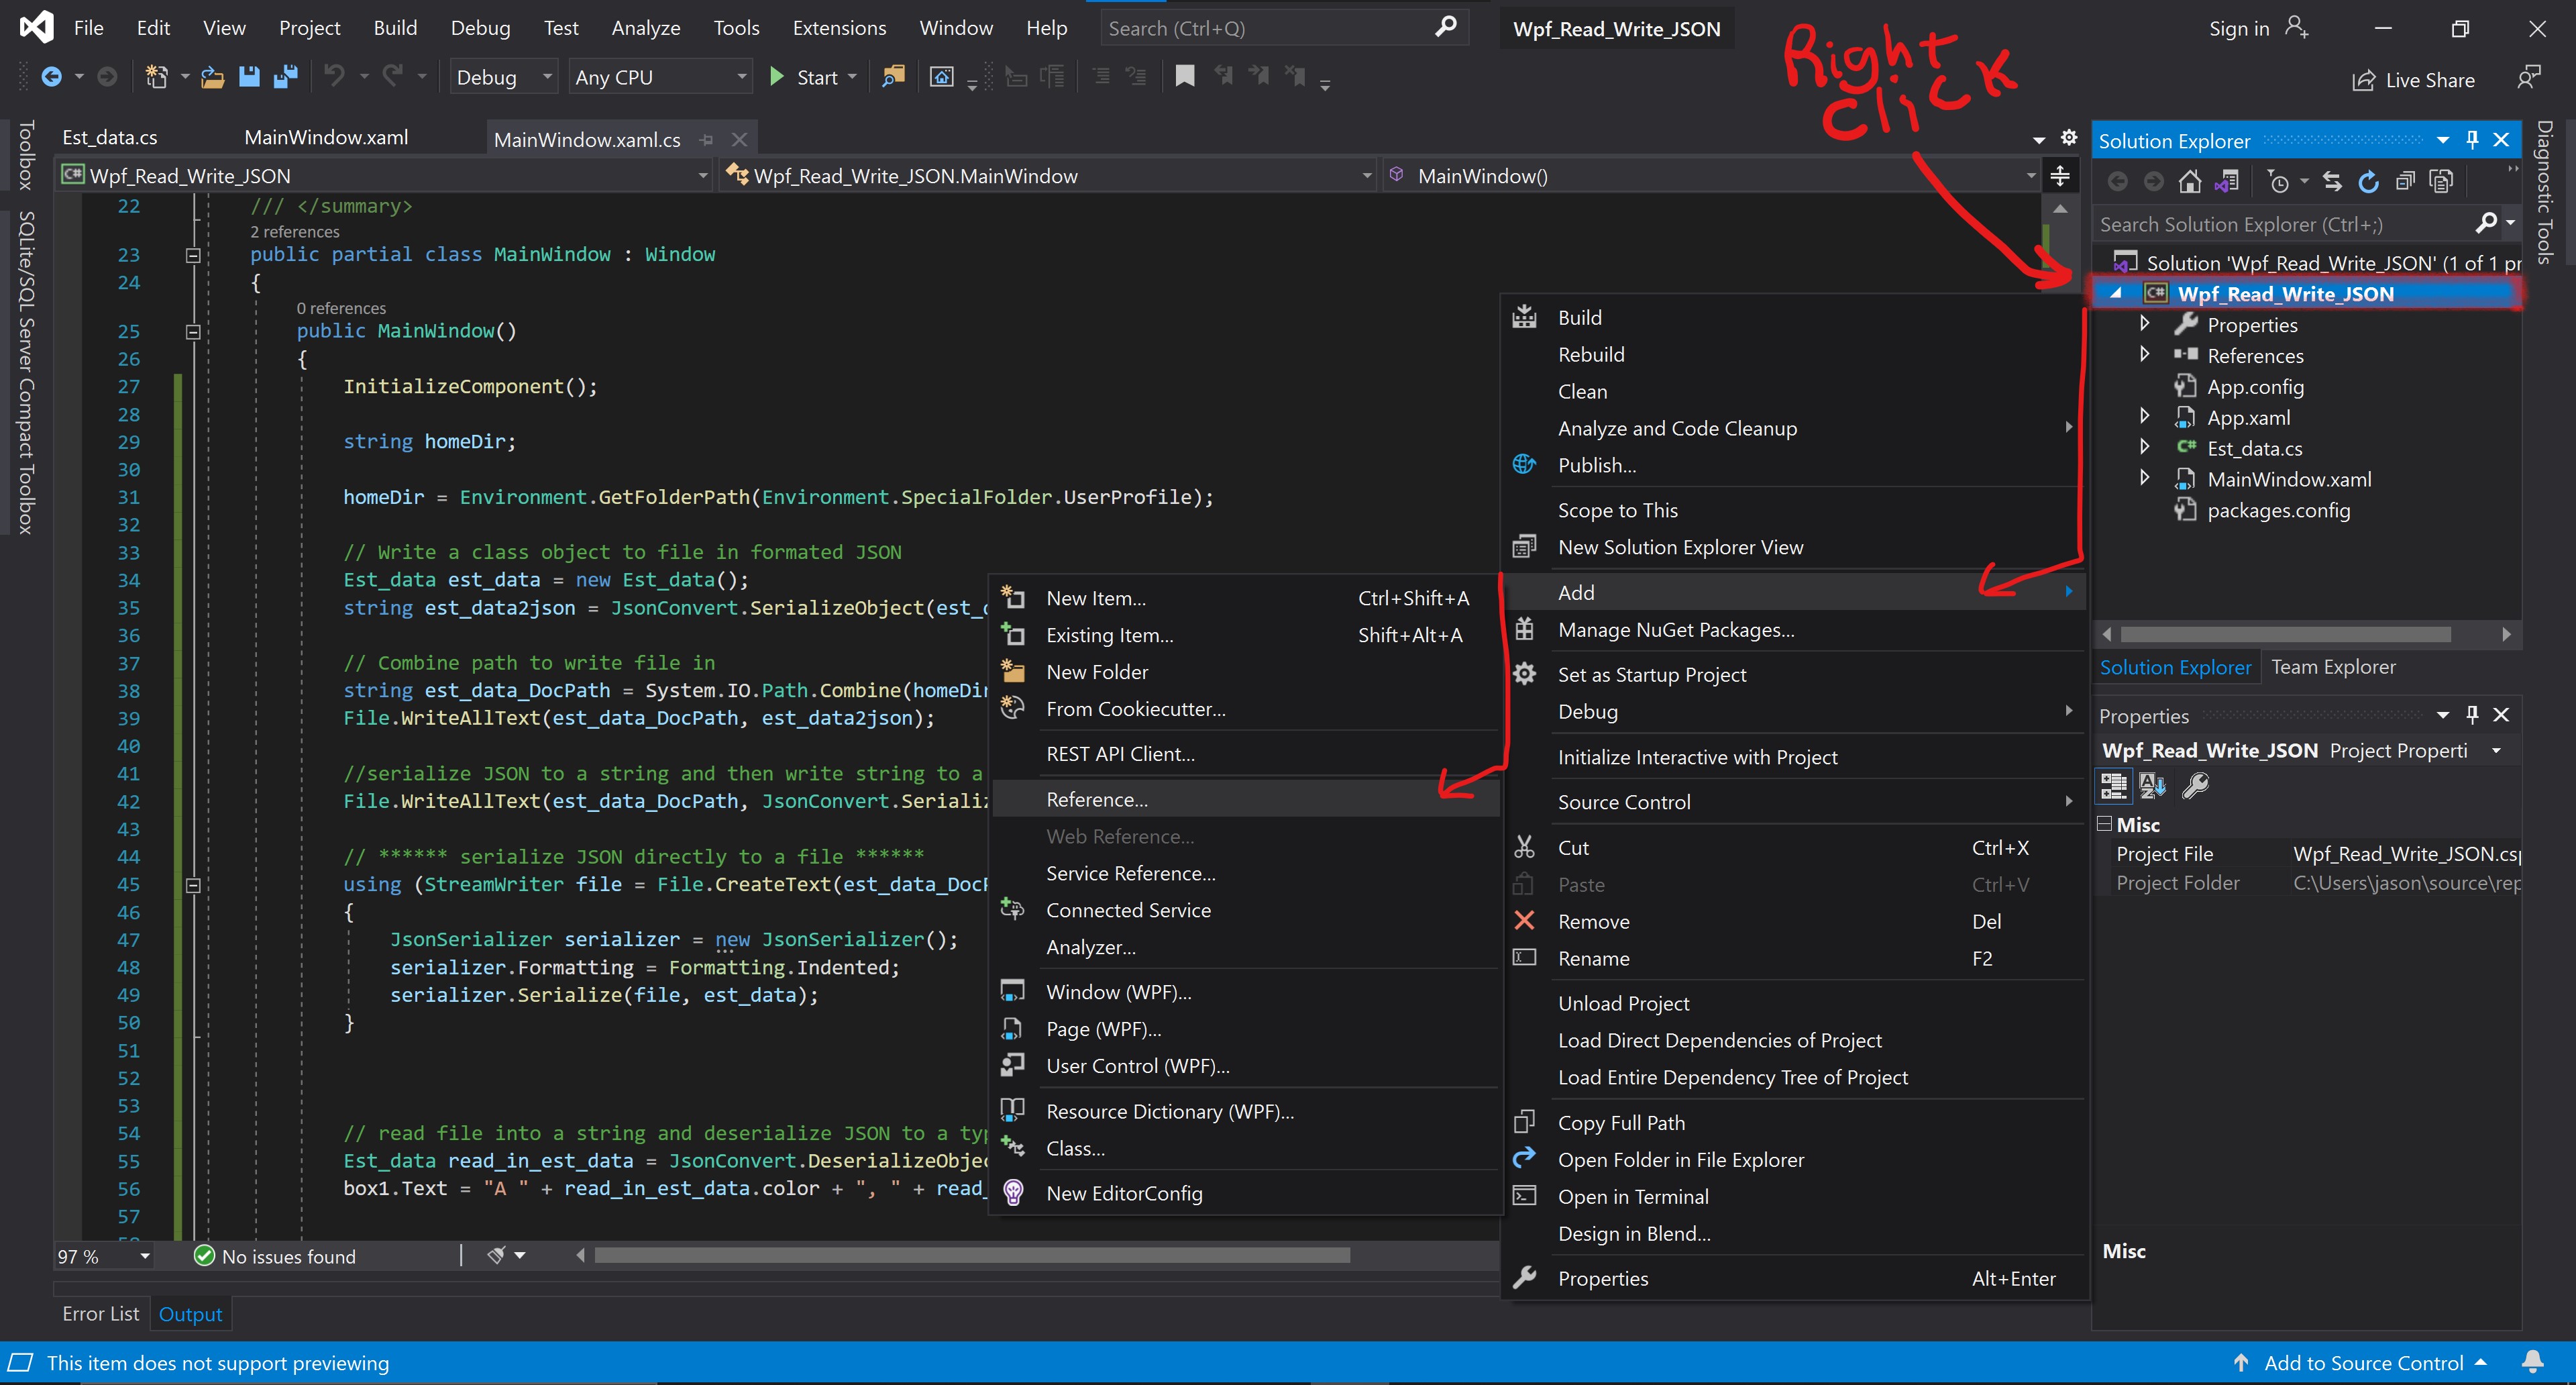 File Edit View Project Build Debug Test Analyze Tools Extensions Window Help Search (Ctrl+Q) Wpf_Read_Write_JSON Sign in
Right
Click
Debug Any CPU Start Live Share
Toolbox
SQLite/SQL Server Compact Toolbox
Est_data.cs MainWindow.xaml MainWindow.xaml.cs
C# Wpf_Read_Write_JSON Wpf_Read_Write_JSON.MainWindow MainWindow()
22 /// </summary>
2 references
23 public partial class MainWindow : Window
24 {
0 references
25 public MainWindow()
26 {
27 InitializeComponent();
28
29 string homeDir;
30
31 homeDir = Environment.GetFolderPath(Environment.SpecialFolder.UserProfile);
32
33 // Write a class object to file in formated JSON
34 Est_data est_data = new Est_data();
35 string est_data2json = JsonConvert.SerializeObject(est_
36
37 // Combine path to write file in
38 string est_data_DocPath = System.IO.Path.Combine(homeDir
39 File.WriteAllText(est_data_DocPath, est_data2json);
40
41 //serialize JSON to a string and then write string to a
42 File.WriteAllText(est_data_DocPath, JsonConvert.Serializ
43
44 // ****** serialize JSON directly to a file ******
45 using (StreamWriter file = File.CreateText(est_data_Doc
46 {
47 JsonSerializer serializer = new JsonSerializer();
48 serializer.Formatting = Formatting.Indented;
49 serializer.Serialize(file, est_data);
50 }
51
52
53
54 // read file into a string and deserialize JSON to a ty
55 Est_data read_in_est_data = JsonConvert.DeserializeObjec
56 box1.Text = "A " + read_in_est_data.color + ", " + read_
57
97 % No issues found
Error List Output
New Item... Ctrl+Shift+A
Existing Item... Shift+Alt+A
New Folder
From Cookiecutter...
REST API Client...
Reference...
Web Reference...
Service Reference...
Connected Service
Analyzer...
Window (WPF)...
Page (WPF)...
User Control (WPF)...
Resource Dictionary (WPF)...
Class...
New EditorConfig
Build
Rebuild
Clean
Analyze and Code Cleanup
Publish...
Scope to This
New Solution Explorer View
Add
Manage NuGet Packages...
Set as Startup Project
Debug
Initialize Interactive with Project
Source Control
Cut Ctrl+X
Paste Ctrl+V
Remove Del
Rename F2
Unload Project
Load Direct Dependencies of Project
Load Entire Dependency Tree of Project
Copy Full Path
Open Folder in File Explorer
Open in Terminal
Design in Blend...
Properties Alt+Enter
Solution Explorer
Search Solution Explorer (Ctrl+;)
Solution 'Wpf_Read_Write_JSON' (1 of 1 pr
C# Wpf_Read_Write_JSON
Properties
References
App.config
App.xaml
C# Est_data.cs
MainWindow.xaml
packages.config
Solution Explorer Team Explorer
Properties
Wpf_Read_Write_JSON Project Properti
Misc
Project File Wpf_Read_Write_JSON.csp
Project Folder C:\Users\jason\source\rep
Misc
Diagnostic Tools
This item does not support previewing Add to Source Control